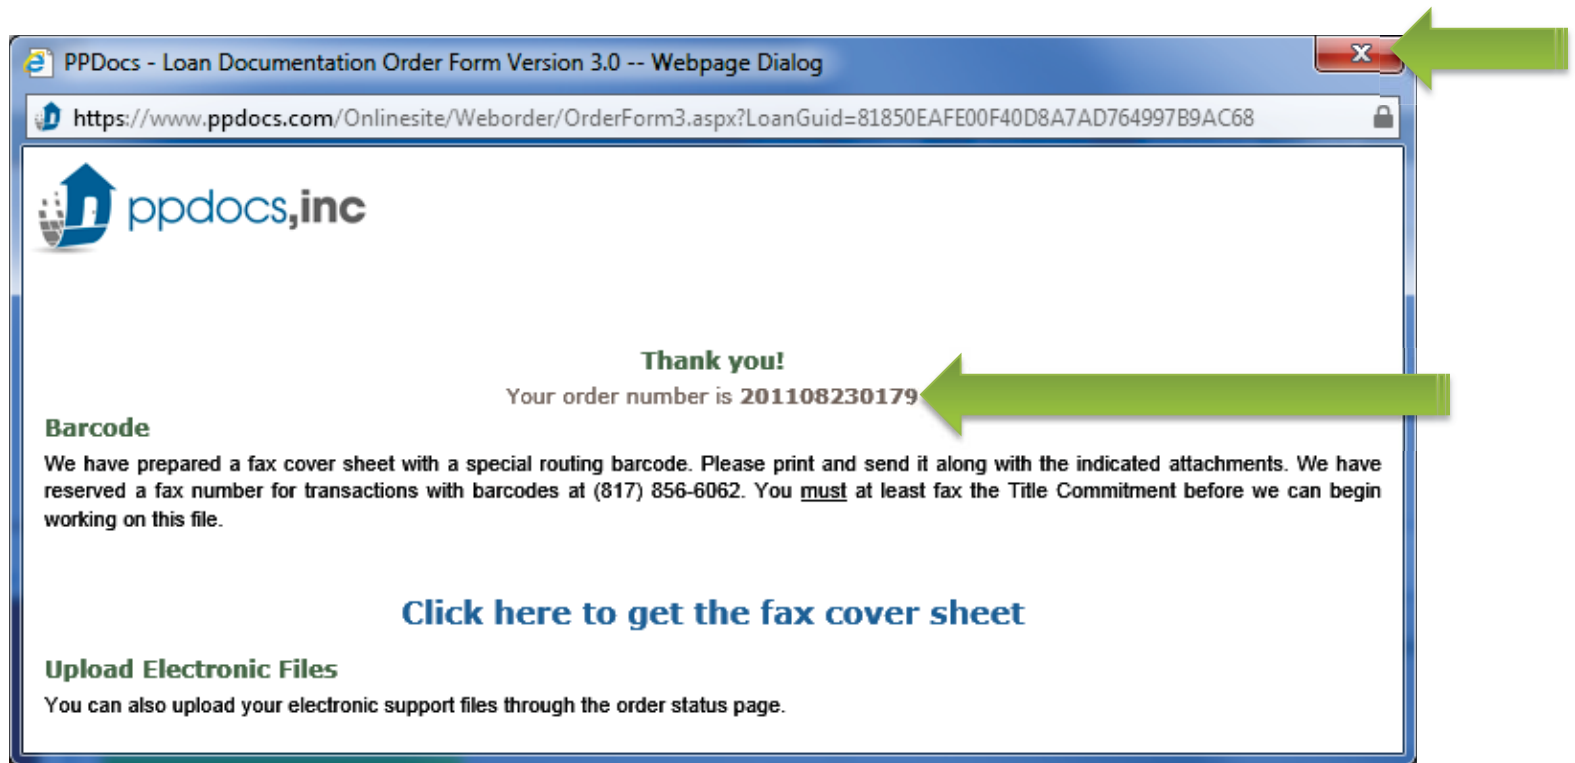 PPDocs - Loan Documentation Order Form Version 3.0 -- Webpage Dialog
X
https://www.ppdocs.com/Onlinesite/Weborder/OrderForm3.aspx?LoanGuid=81850EAFE00F40D8A7AD764997B9AC68
ppdocs,inc
Thank you!
Your order number is 201108230179
Barcode
We have prepared a fax cover sheet with a special routing barcode. Please print and send it along with the indicated attachments. We have
reserved a fax number for transactions with barcodes at (817) 856-6062. You must at least fax the Title Commitment before we can begin
working on this file.
Click here to get the fax cover sheet
Upload Electronic Files
You can also upload your electronic support files through the order status page.